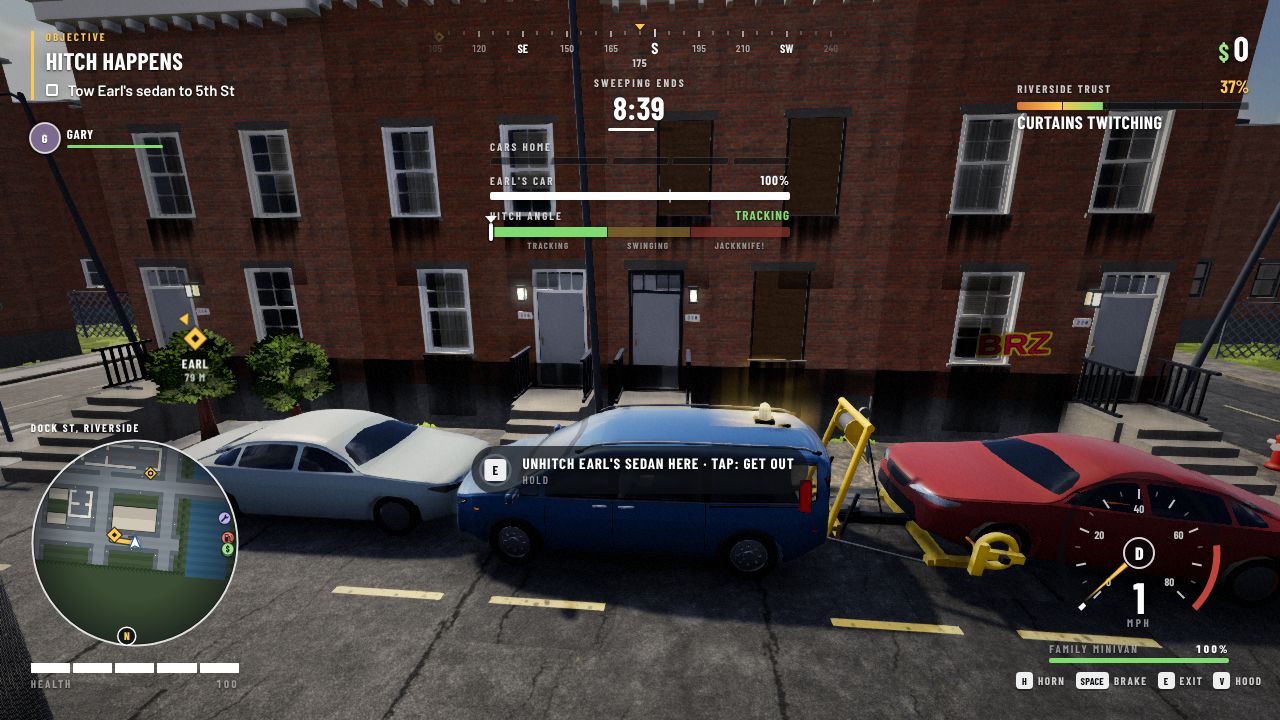 OBJECTIVE
HITCH HAPPENS
Tow Earl's sedan to 5th St
G
GARY
105 120 SE 150 165 S 195 210 SW 240
175
SWEEPING ENDS
8:39
CARS HOME
EARL'S CAR 100%
HITCH ANGLE TRACKING
TRACKING SWINGING JACKKNIFE!
$0
RIVERSIDE TRUST 37%
CURTAINS TWITCHING
BRZ
EARL
79 M
E UNHITCH EARL'S SEDAN HERE · TAP: GET OUT
HOLD
DOCK ST, RIVERSIDE
N
HEALTH 100
0 20 40 60 80
D
1
MPH
FAMILY MINIVAN 100%
H HORN SPACE BRAKE E EXIT V HOOD